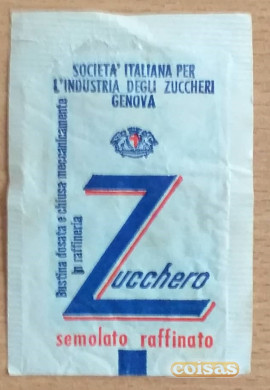 SOCIETA' ITALIANA PER
L'INDUSTRIA DEGLI ZUCCHERI
GENOVA
Bustina dosata e chiusa meccanicamente
in raffineria
Zucchero
semolato raffinato
coisas